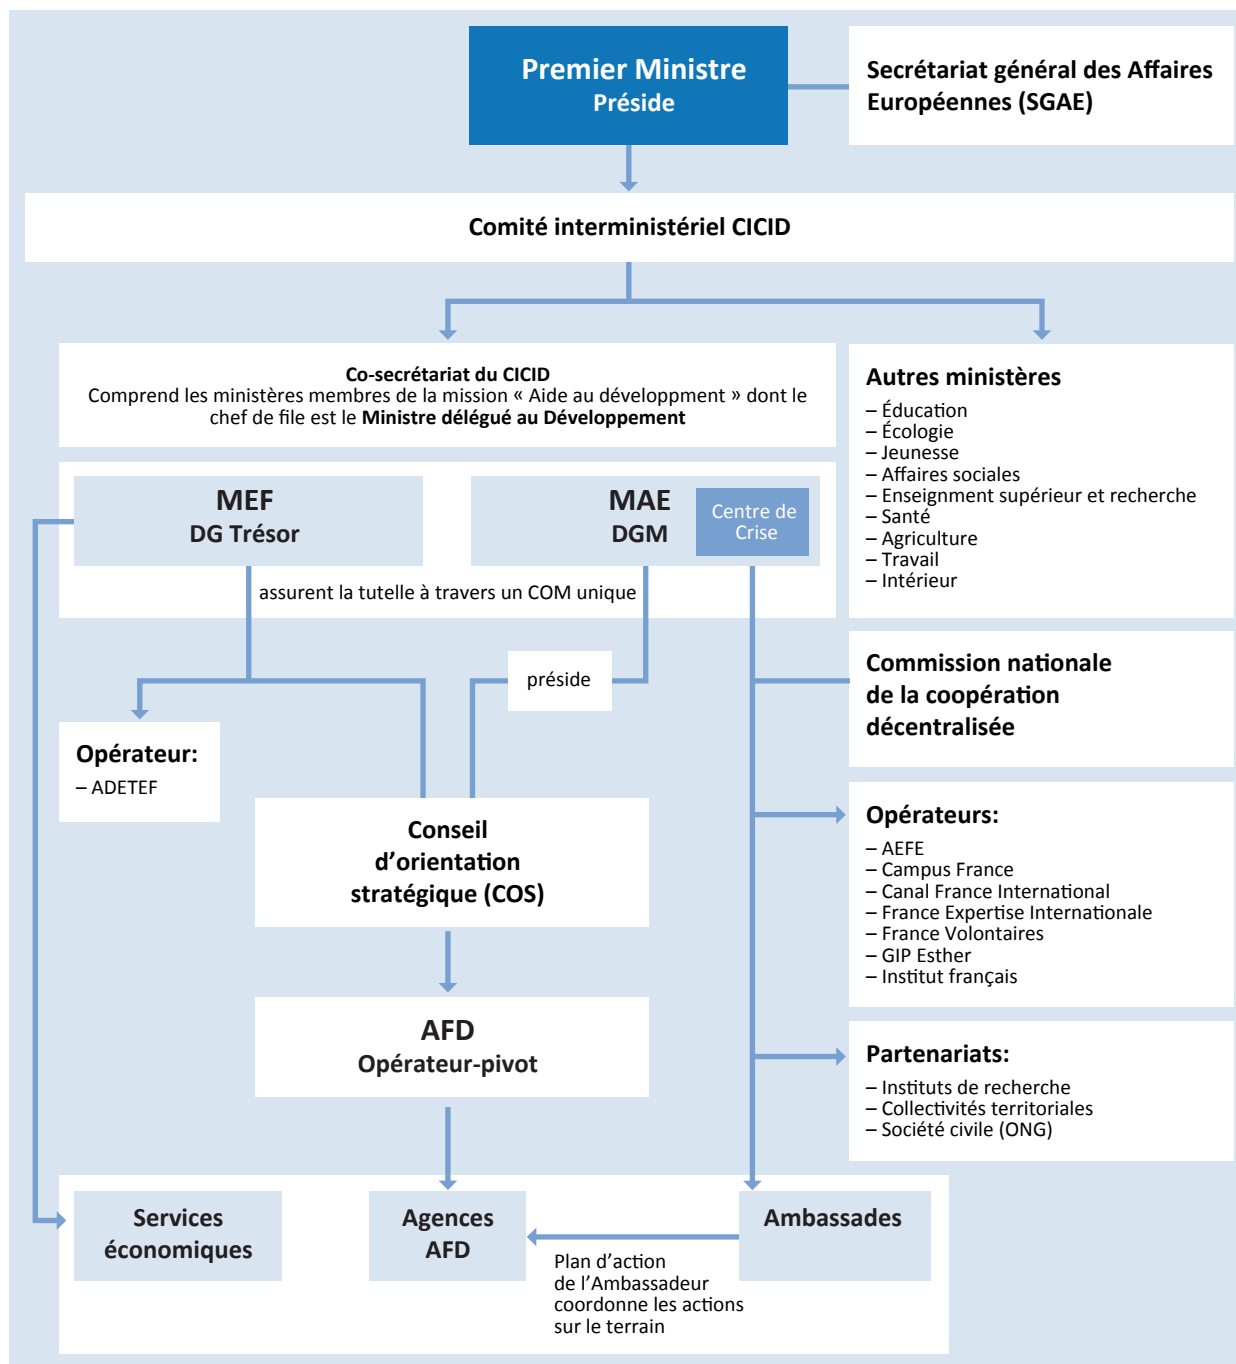 Premier Ministre
Préside
Secrétariat général des Affaires
Européennes (SGAE)
Comité interministériel CICID
Co-secrétariat du CICID
Comprend les ministères membres de la mission « Aide au développment » dont le
chef de file est le Ministre délégué au Développement
Autres ministères
– Éducation
– Écologie
– Jeunesse
– Affaires sociales
– Enseignment supérieur et recherche
– Santé
– Agriculture
– Travail
– Intérieur
MEF
DG Trésor
MAE
DGM
Centre de
Crise
assurent la tutelle à travers un COM unique
préside
Commission nationale
de la coopération
décentralisée
Opérateur:
– ADETEF
Conseil
d’orientation
stratégique (COS)
Opérateurs:
– AEFE
– Campus France
– Canal France International
– France Expertise Internationale
– France Volontaires
– GIP Esther
– Institut français
AFD
Opérateur-pivot
Partenariats:
– Instituts de recherche
– Collectivités territoriales
– Société civile (ONG)
Services
économiques
Agences
AFD
Ambassades
Plan d’action
de l’Ambassadeur
coordonne les actions
sur le terrain